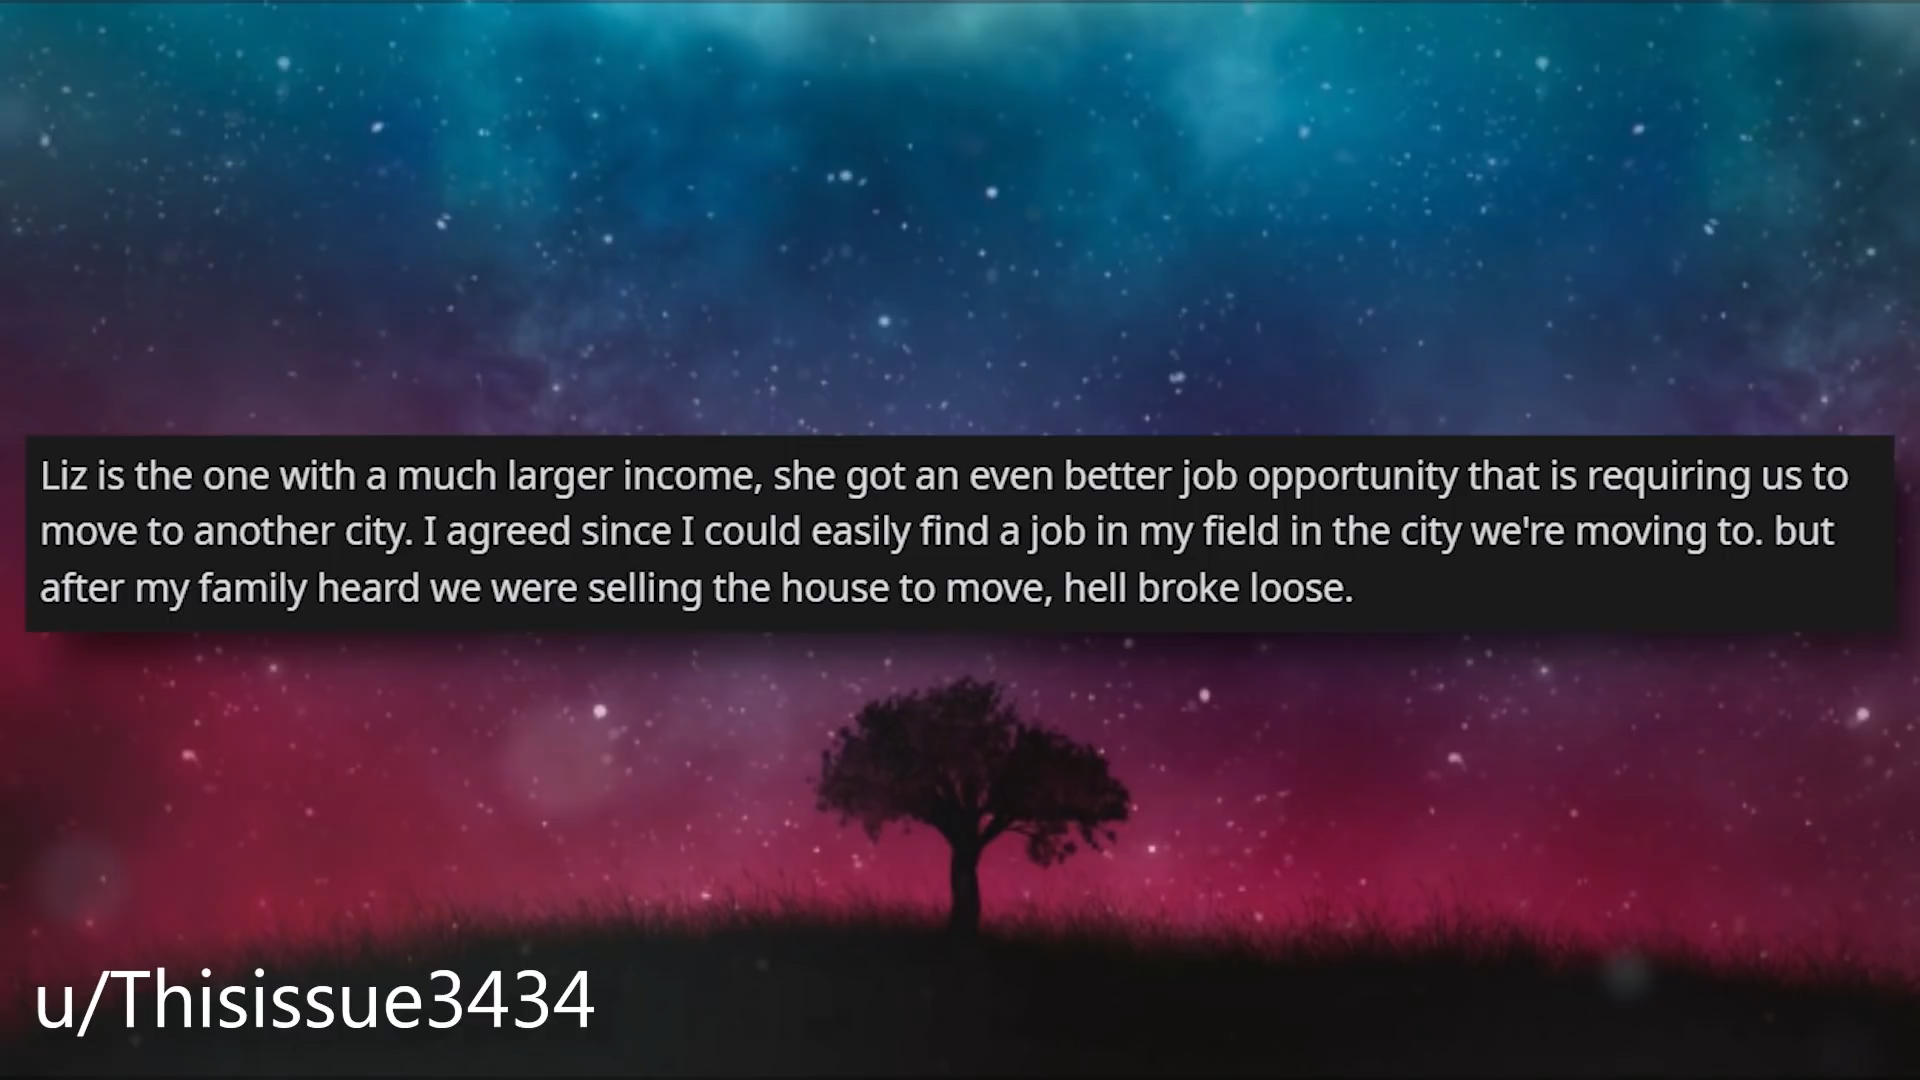 Liz is the one with a much larger income, she got an even better job opportunity that is requiring us to
move to another city. I agreed since I could easily find a job in my field in the city we're moving to. but
after my family heard we were selling the house to move, hell broke loose.
u/Thisissue3434